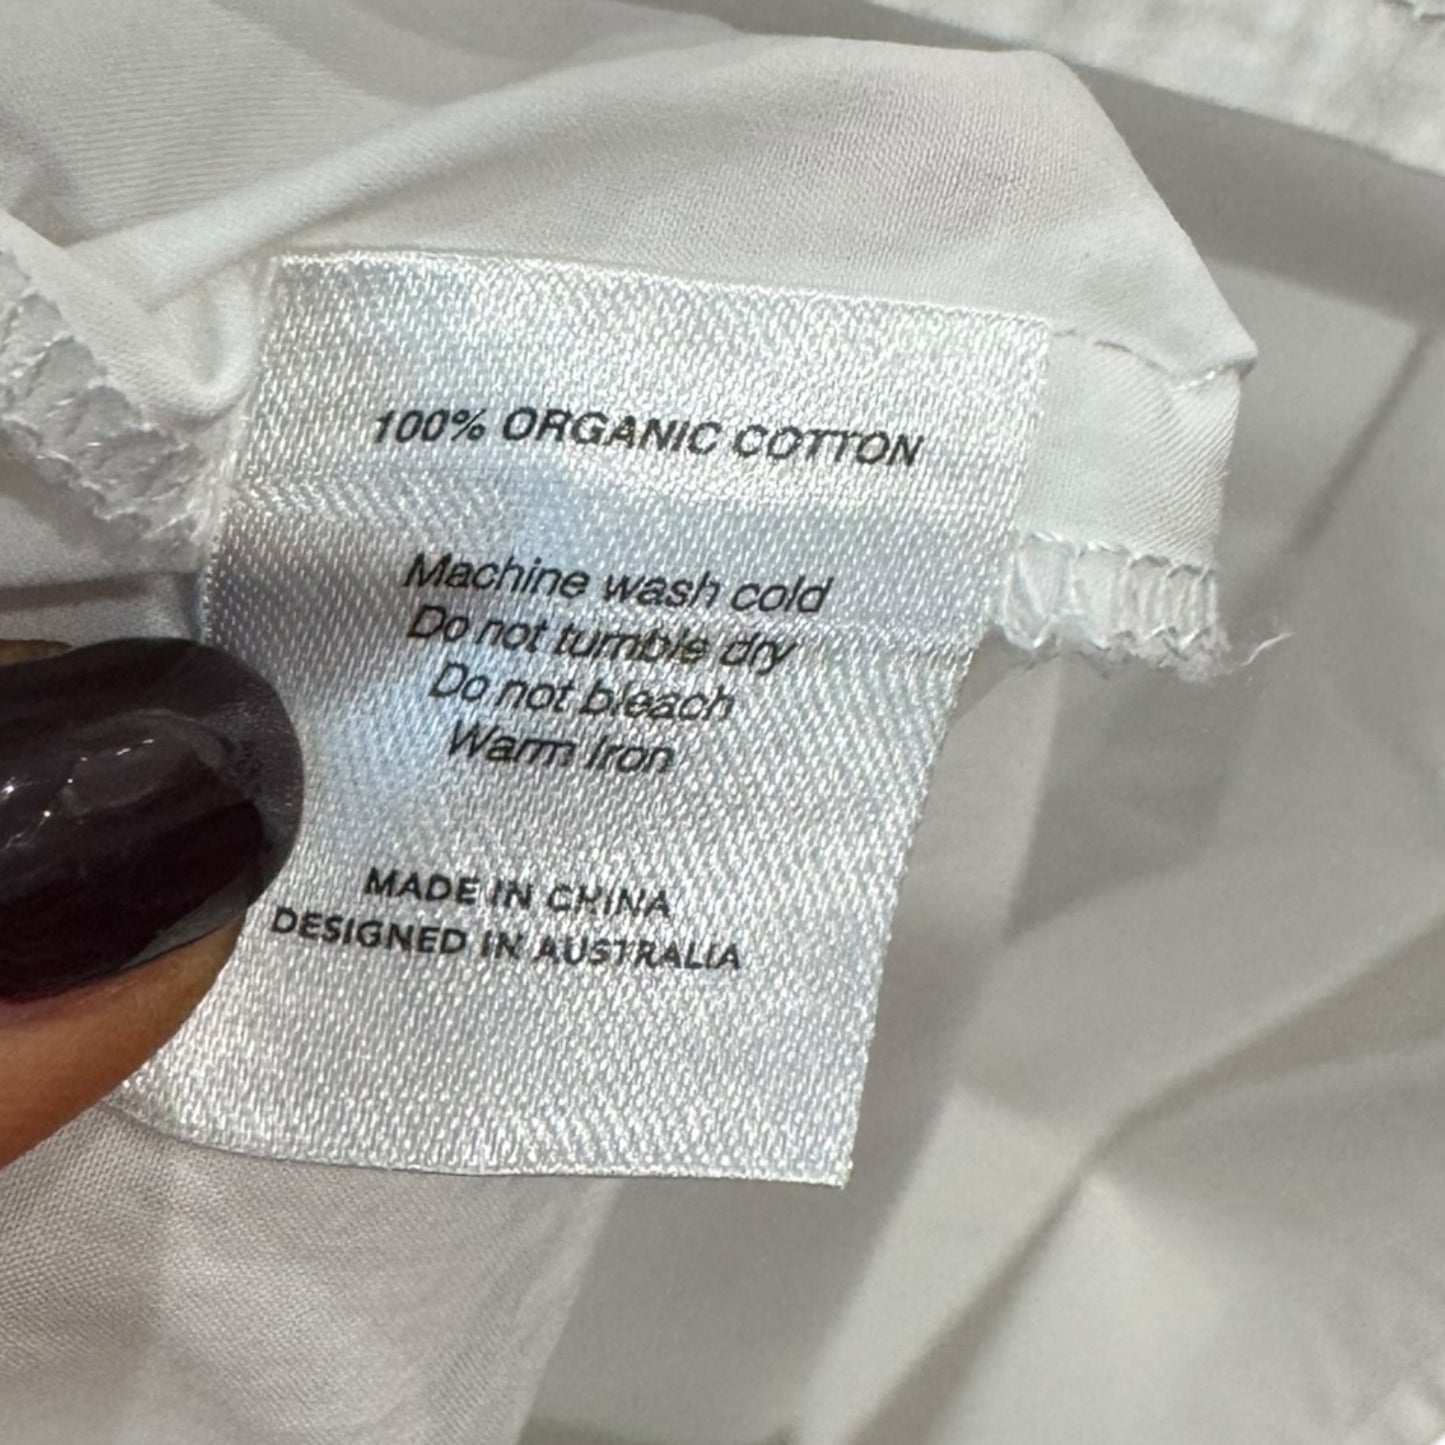 100% ORGANIC COTTON
Machine wash cold
Do not tumble dry
Do not bleach
Warm Iron
MADE IN CHINA
DESIGNED IN AUSTRALIA